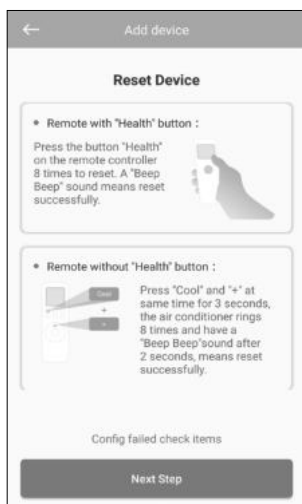 Add device
Reset Device
• Remote with "Health" button :
Press the button "Health"
on the remote controller
8 times to reset. A "Beep
Beep" sound means reset
successfully.
• Remote without "Health" button :
Cool
+
+
Press "Cool" and "+" at
same time for 3 seconds,
the air conditioner rings
8 times and have a
"Beep Beep"sound after
2 seconds, means reset
successfully.
Config failed check items
Next Step